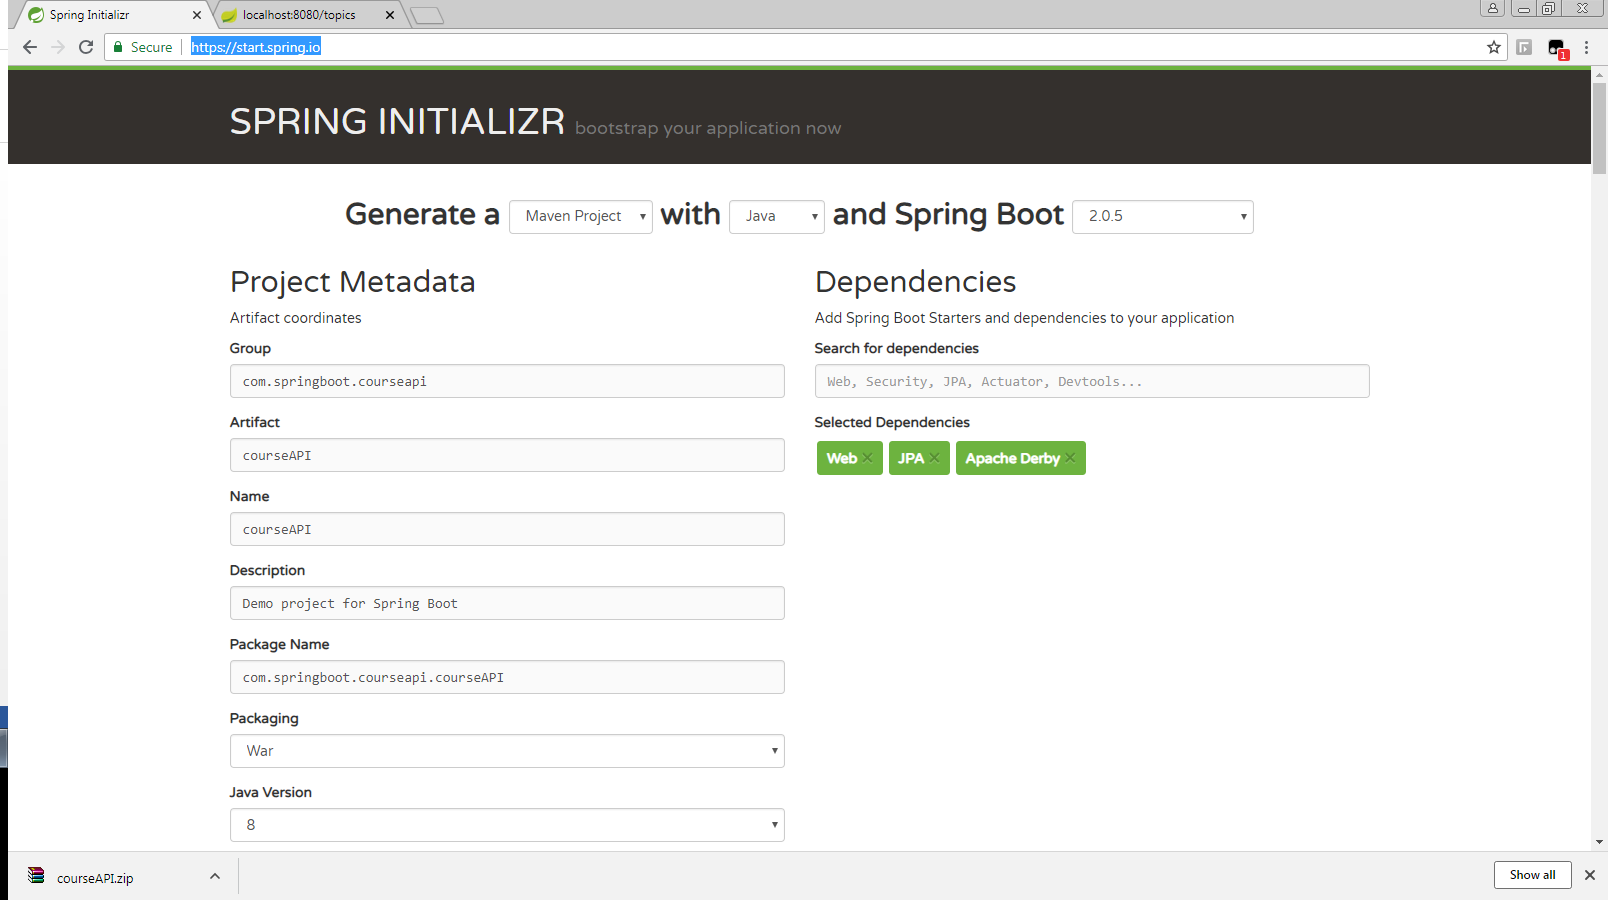 Spring Initializr
localhost:8080/topics
Secure
https://start.spring.io
1
SPRING INITIALIZR bootstrap your application now
Generate a Maven Project with Java and Spring Boot 2.0.5
Project Metadata
Artifact coordinates
Group
com.springboot.courseapi
Artifact
courseAPI
Name
courseAPI
Description
Demo project for Spring Boot
Package Name
com.springboot.courseapi.courseAPI
Packaging
War
Java Version
8
Dependencies
Add Spring Boot Starters and dependencies to your application
Search for dependencies
Web, Security, JPA, Actuator, Devtools...
Selected Dependencies
Web JPA Apache Derby
courseAPI.zip
Show all